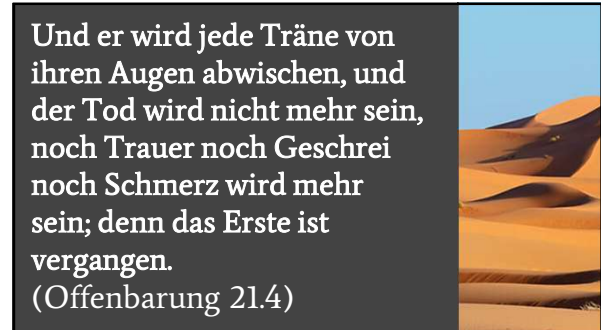 Und er wird jede Träne von
ihren Augen abwischen, und
der Tod wird nicht mehr sein,
noch Trauer noch Geschrei
noch Schmerz wird mehr
sein; denn das Erste ist
vergangen.
(Offenbarung 21.4)